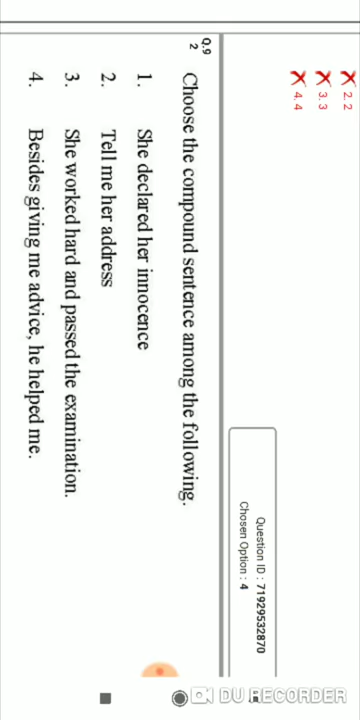 2. 2
3. 3
4. 4
Question ID : 71929532870
Chosen Option : 4
Q.92
Choose the compound sentence among the following.
1. She declared her innocence
2. Tell me her address
3. She worked hard and passed the examination.
4. Besides giving me advice, he helped me.
DU RECORDER